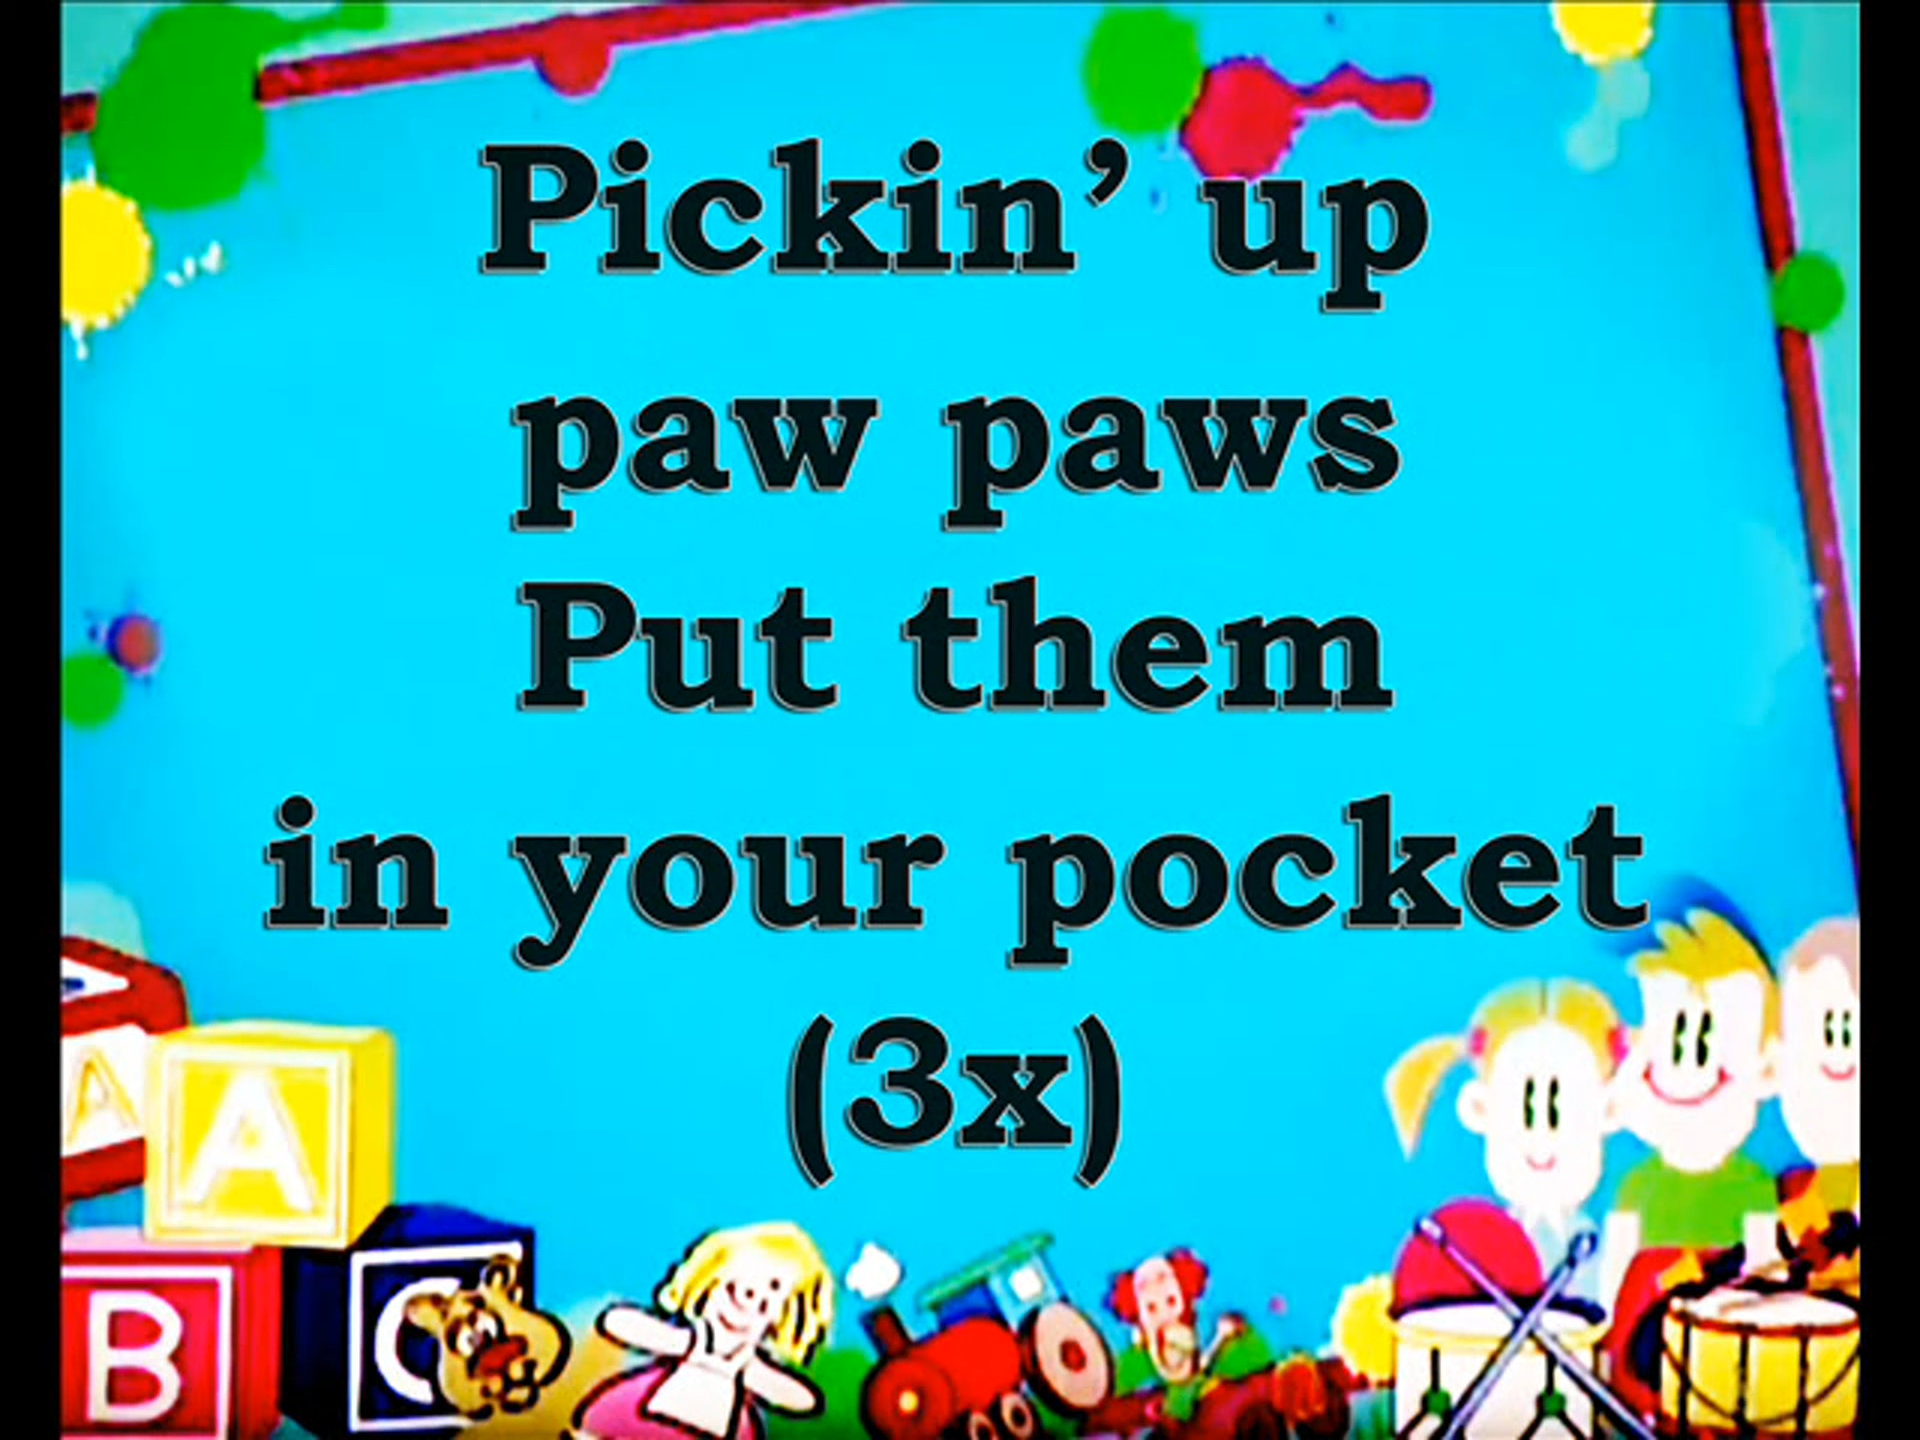 Pickin’ up
paw paws
Put them
in your pocket
(3x)
A
A
B
C